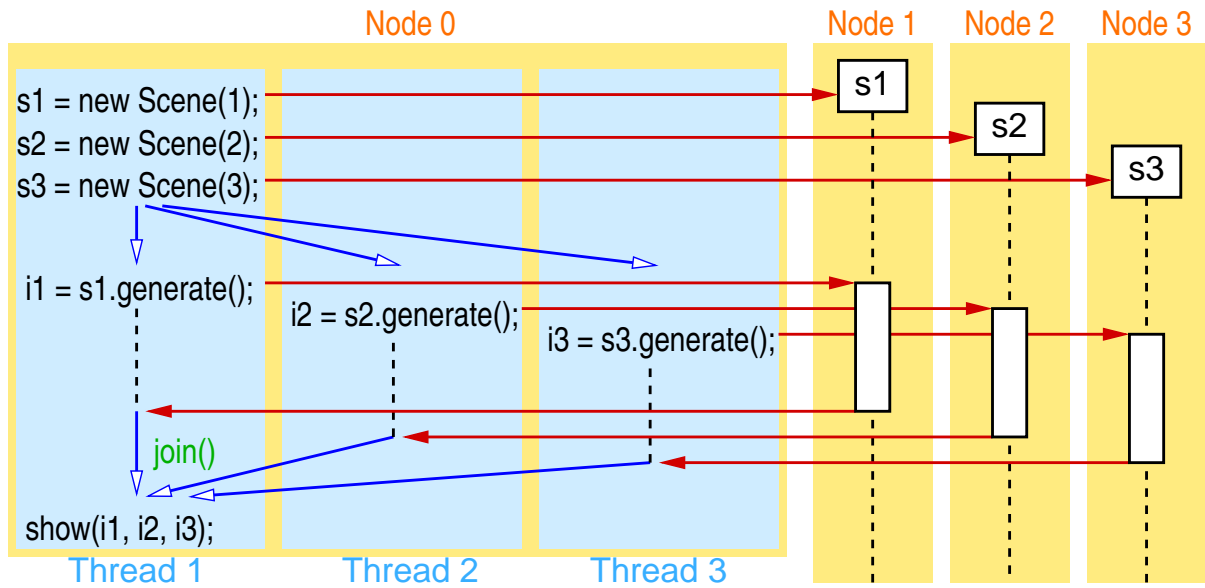 Node 0
Node 1
Node 2
Node 3
s1 = new Scene(1);
s2 = new Scene(2);
s3 = new Scene(3);
s1
s2
s3
i1 = s1.generate();
i2 = s2.generate();
i3 = s3.generate();
join()
show(i1, i2, i3);
Thread 1
Thread 2
Thread 3